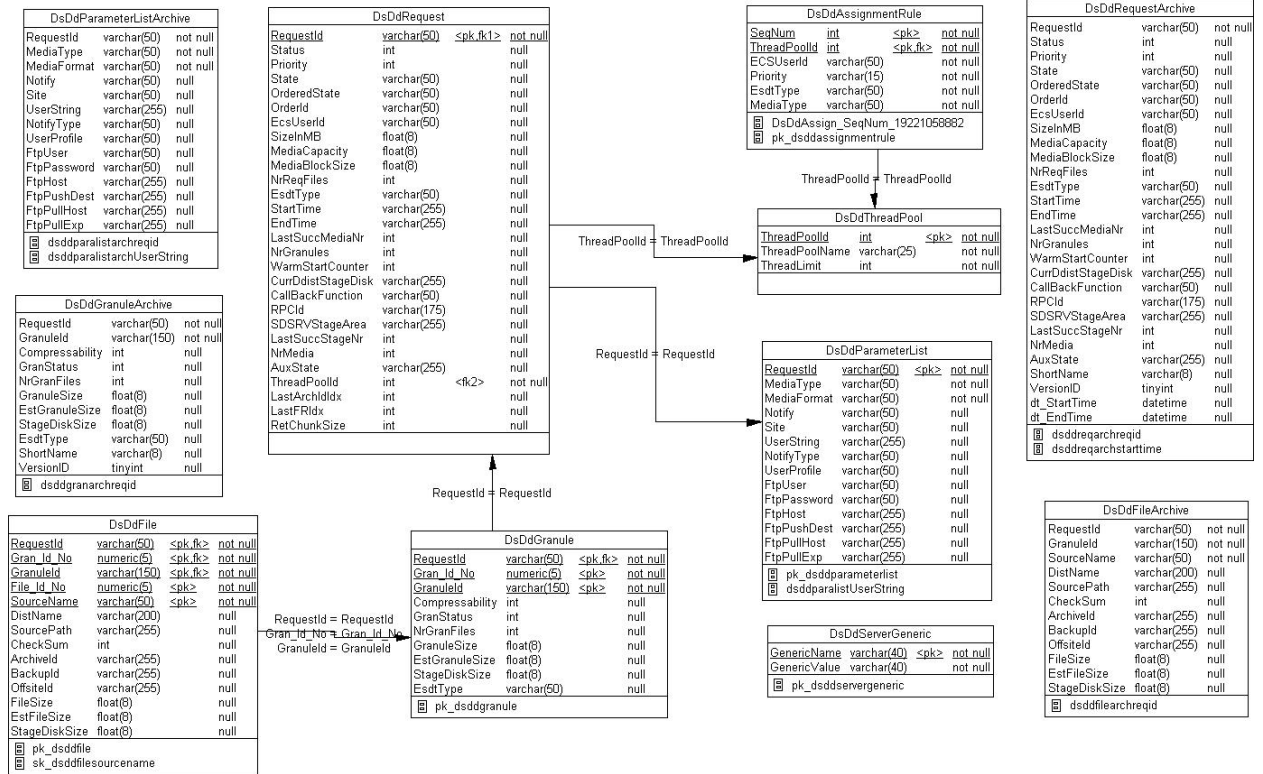 DsDdParameterListArchive
RequestId varchar(50) not null
MediaType varchar(50) not null
MediaFormat varchar(50) not null
Notify varchar(50) null
Site varchar(50) null
UserString varchar(255) null
NotifyType varchar(50) null
UserProfile varchar(50) null
FtpUser varchar(50) null
FtpPassword varchar(50) null
FtpHost varchar(255) null
FtpPushDest varchar(255) null
FtpPullHost varchar(255) null
FtpPullExp varchar(255) null
dsddparalistarchreqid
dsddparalistarchUserString
DsDdGranuleArchive
RequestId varchar(50) not null
GranuleId varchar(150) not null
Compressability int null
GranStatus int null
NrGranFiles int null
GranuleSize float(8) null
EstGranuleSize float(8) null
StageDiskSize float(8) null
EsdtType varchar(50) null
ShortName varchar(8) null
VersionID tinyint null
dsddgranarchreqid
DsDdFile
RequestId varchar(50) <pk,fk> not null
Gran_Id_No numeric(5) <pk,fk> not null
GranuleId varchar(150) <pk,fk> not null
File_Id_No numeric(5) <pk> not null
SourceName varchar(50) <pk> not null
DistName varchar(200) null
SourcePath varchar(255) null
CheckSum int null
ArchiveId varchar(255) null
BackupId varchar(255) null
OffsiteId varchar(255) null
FileSize float(8) null
EstFileSize float(8) null
StageDiskSize float(8) null
pk_dsddfile
sk_dsddfilesourcename
DsDdRequest
RequestId varchar(50) <pk,fk1> not null
Status int null
Priority int null
State varchar(50) null
OrderedState varchar(50) null
OrderId varchar(50) null
EcsUserId varchar(50) null
SizeInMB float(8) null
MediaCapacity float(8) null
MediaBlockSize float(8) null
NrReqFiles int null
EsdtType varchar(50) null
StartTime varchar(255) null
EndTime varchar(255) null
LastSuccMediaNr int null
NrGranules int null
WarmStartCounter int null
CurrDdistStageDisk varchar(255) null
CallBackFunction varchar(50) null
RPCId varchar(175) null
SDSRVStageArea varchar(255) null
LastSuccStageNr int null
NrMedia int null
AuxState varchar(255) null
ThreadPoolId int <fk2> not null
LastArchIdIdx int null
LastFRIdx int null
RetChunkSize int null
RequestId = RequestId
RequestId = RequestId
Gran_Id_No = Gran_Id_No
GranuleId = GranuleId
DsDdGranule
RequestId varchar(50) <pk,fk> not null
Gran_Id_No numeric(5) <pk> not null
GranuleId varchar(150) <pk> not null
Compressability int null
GranStatus int null
NrGranFiles int null
GranuleSize float(8) null
EstGranuleSize float(8) null
StageDiskSize float(8) null
EsdtType varchar(50) null
pk_dsddgranule
DsDdAssignmentRule
SeqNum int <pk> not null
ThreadPoolId int <pk,fk> not null
ECSUserId varchar(50) not null
Priority varchar(15) not null
EsdtType varchar(50) not null
MediaType varchar(50) not null
DsDdAssign_SeqNum_19221058882
pk_dsddassignmentrule
ThreadPoolId = ThreadPoolId
ThreadPoolId = ThreadPoolId
DsDdThreadPool
ThreadPoolId int <pk> not null
ThreadPoolName varchar(25) not null
ThreadLimit int not null
RequestId = RequestId
DsDdParameterList
RequestId varchar(50) <pk> not null
MediaType varchar(50) not null
MediaFormat varchar(50) not null
Notify varchar(50) null
Site varchar(50) null
UserString varchar(255) null
NotifyType varchar(50) null
UserProfile varchar(50) null
FtpUser varchar(50) null
FtpPassword varchar(50) null
FtpHost varchar(255) null
FtpPushDest varchar(255) null
FtpPullHost varchar(255) null
FtpPullExp varchar(255) null
pk_dsddparameterlist
dsddparalistUserString
DsDdServerGeneric
GenericName varchar(40) <pk> not null
GenericValue varchar(40) not null
pk_dsddservergeneric
DsDdRequestArchive
RequestId varchar(50) not null
Status int null
Priority int null
State varchar(50) null
OrderedState varchar(50) null
OrderId varchar(50) null
EcsUserId varchar(50) null
SizeInMB float(8) null
MediaCapacity float(8) null
MediaBlockSize float(8) null
NrReqFiles int null
EsdtType varchar(50) null
StartTime varchar(255) null
EndTime varchar(255) null
LastSuccMediaNr int null
NrGranules int null
WarmStartCounter int null
CurrDdistStageDisk varchar(255) null
CallBackFunction varchar(50) null
RPCId varchar(175) null
SDSRVStageArea varchar(255) null
LastSuccStageNr int null
NrMedia int null
AuxState varchar(255) null
ShortName varchar(8) null
VersionID tinyint null
dt_StartTime datetime null
dt_EndTime datetime null
dsddreqarchreqid
dsddreqarchstarttime
DsDdFileArchive
RequestId varchar(50) not null
GranuleId varchar(150) not null
SourceName varchar(50) not null
DistName varchar(200) null
SourcePath varchar(255) null
CheckSum int null
ArchiveId varchar(255) null
BackupId varchar(255) null
OffsiteId varchar(255) null
FileSize float(8) null
EstFileSize float(8) null
StageDiskSize float(8) null
dsddfilearchreqid